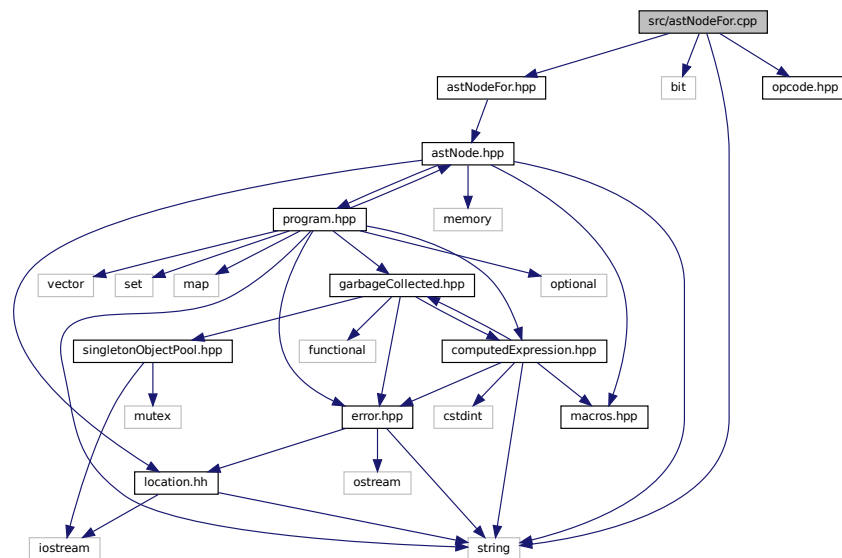 src/astNodeFor.cpp
astNodeFor.hpp
bit
opcode.hpp
astNode.hpp
program.hpp
memory
vector
set
map
garbageCollected.hpp
optional
singletonObjectPool.hpp
functional
computedExpression.hpp
mutex
error.hpp
cstdint
macros.hpp
location.hh
ostream
iostream
string